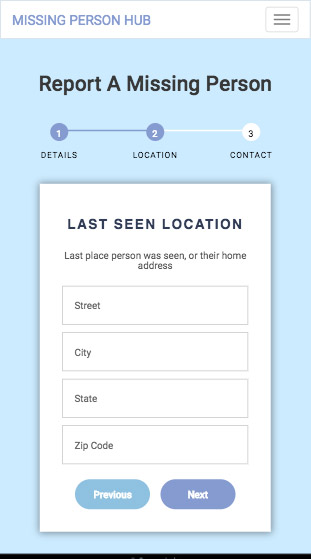 MISSING PERSON HUB
Report A Missing Person
1 2 3
DETAILS LOCATION CONTACT
LAST SEEN LOCATION
Last place person was seen, or their home
address
Street
City
State
Zip Code
Previous Next